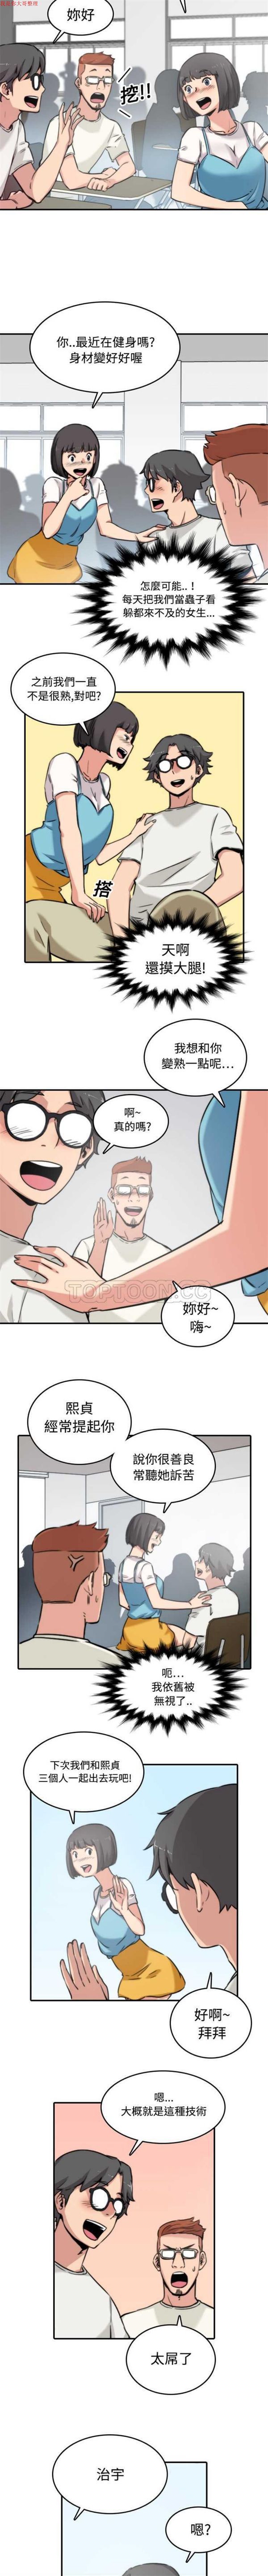 妳好
挖!!
你..最近在健身嗎?
身材變好好喔
怎麼可能..!
每天把我們當蟲子看
躲都來不及的女生...
之前我們一直
不是很熟,對吧?
搭
天啊
還摸大腿!
我想和你
變熟一點呢...
啊~
真的嗎?
TOPTOON.CC
妳好~
嗨~
熙貞
經常提起你
說你很善良
常聽她訴苦
呃...
我依舊被
無視了..
下次我們和熙貞
三個人一起出去玩吧!
好啊~
拜拜
嗯...
大概就是這種技術
太屌了
治宇
嗯?